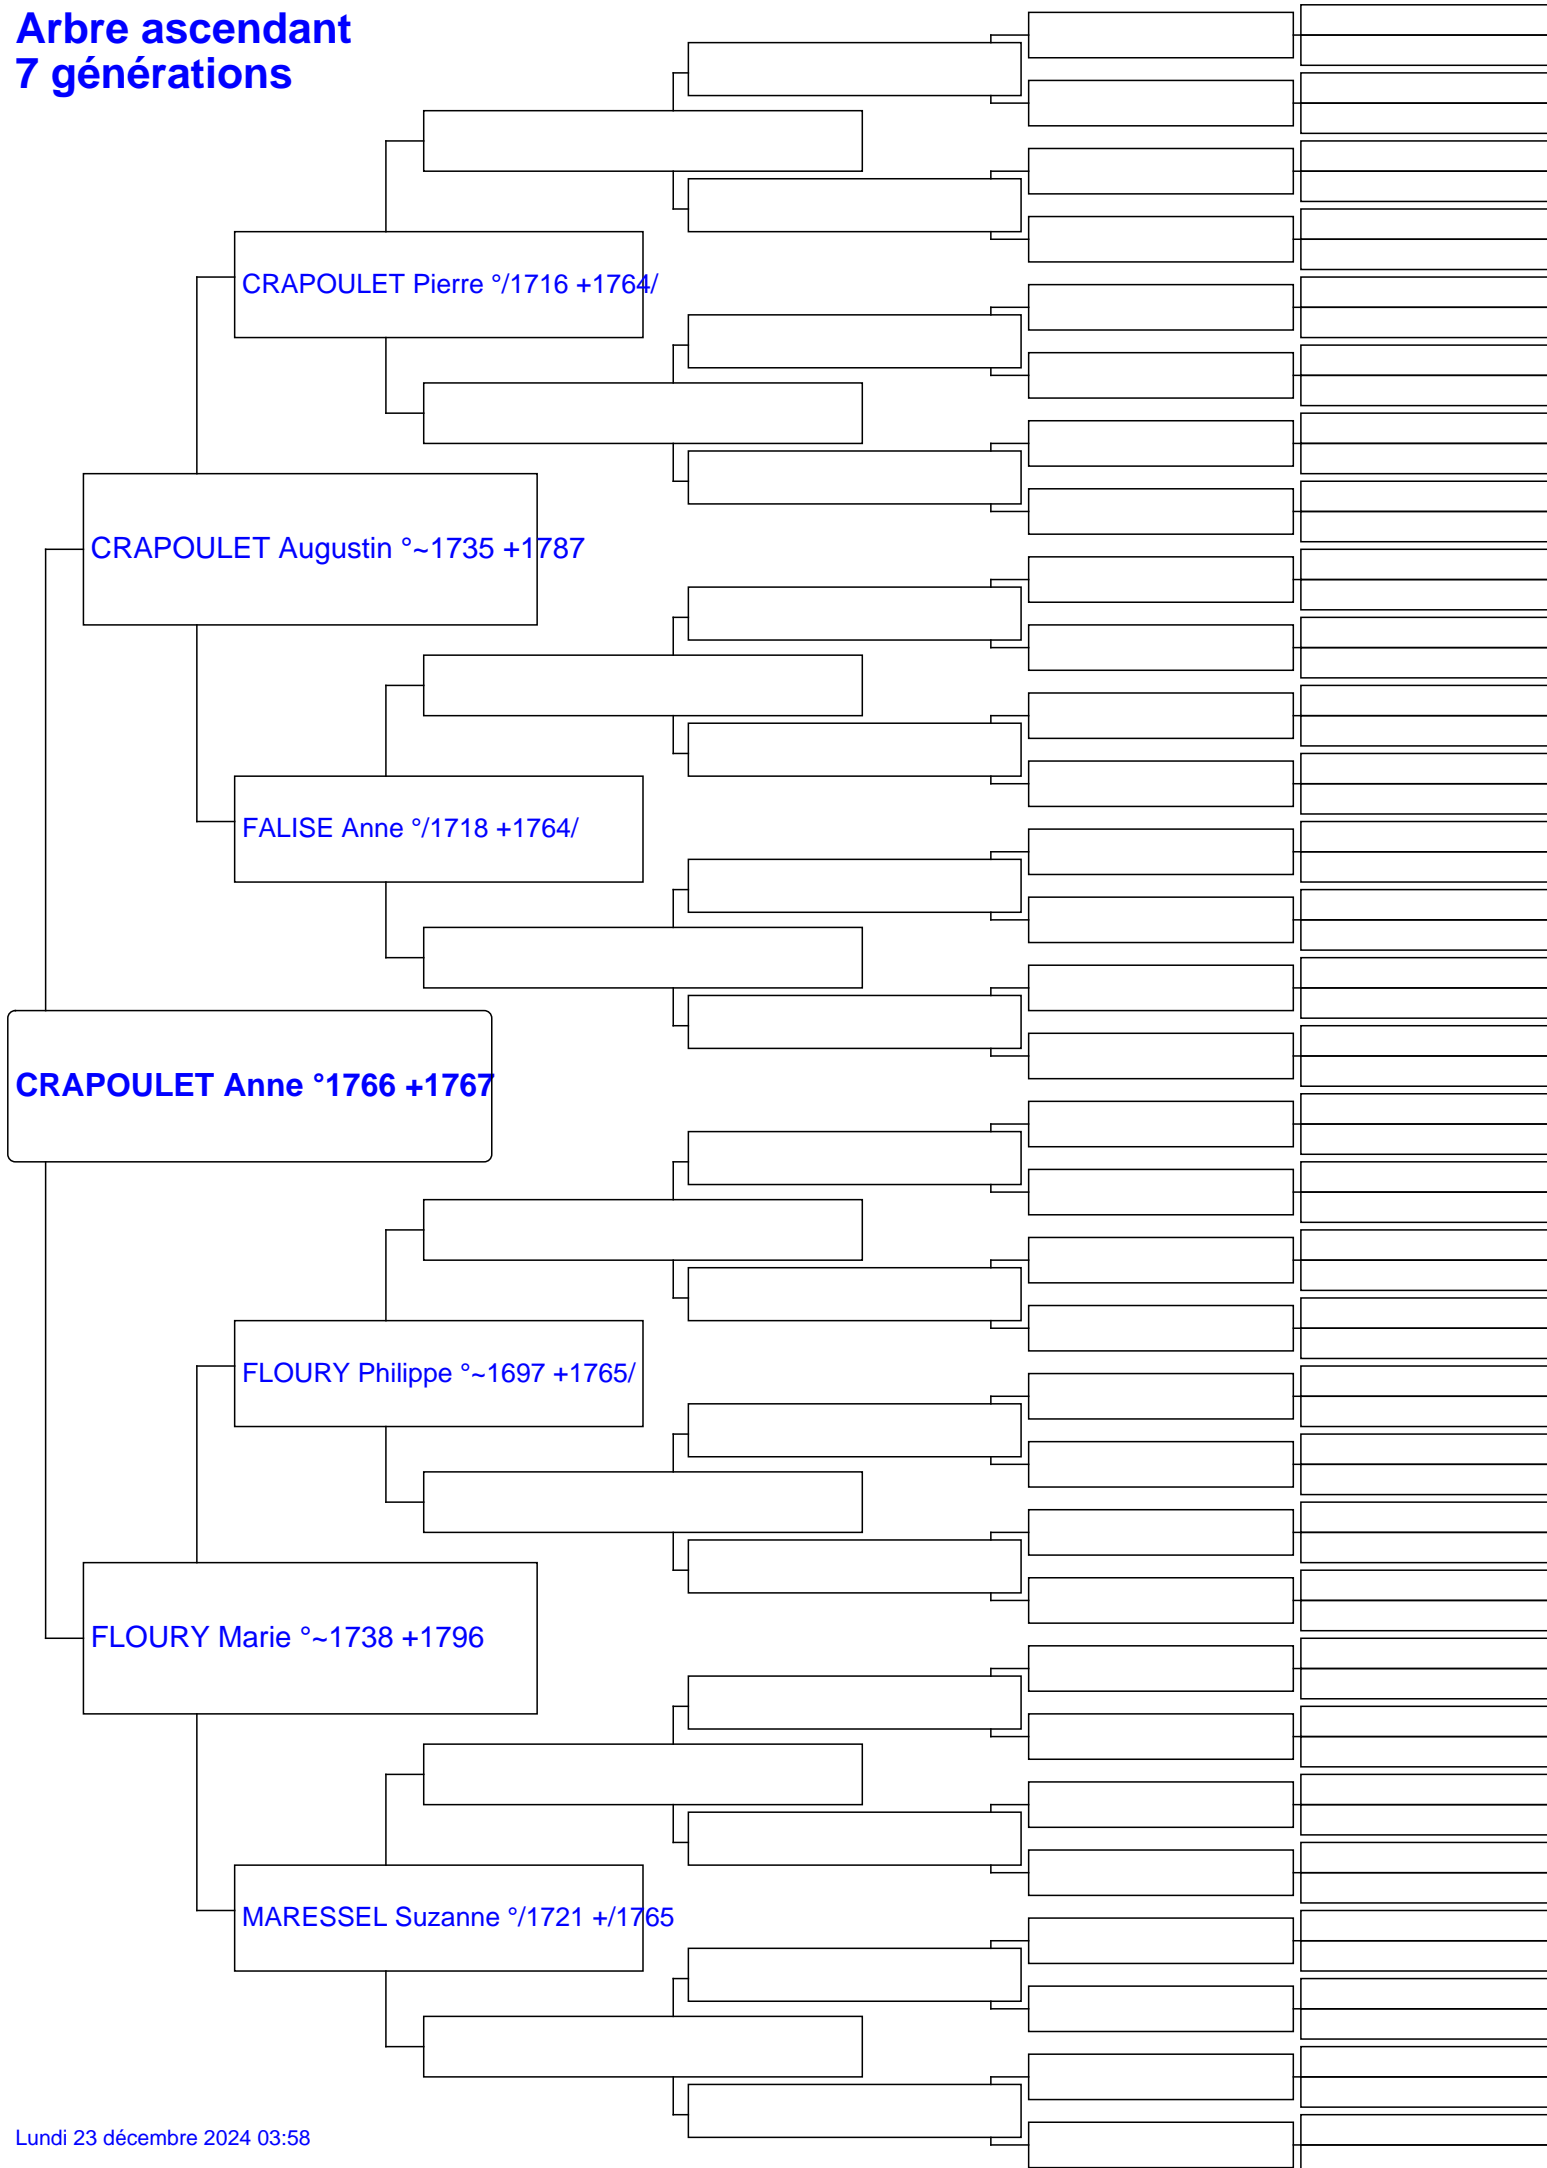 Arbre ascendant
7 générations
CRAPOULET Pierre °/1716 +1764/
CRAPOULET Augustin °~1735 +1787
FALISE Anne °/1718 +1764/
CRAPOULET Anne °1766 +1767
FLOURY Philippe °~1697 +1765/
FLOURY Marie °~1738 +1796
MARESSEL Suzanne °/1721 +/1765
Lundi 23 décembre 2024 03:58